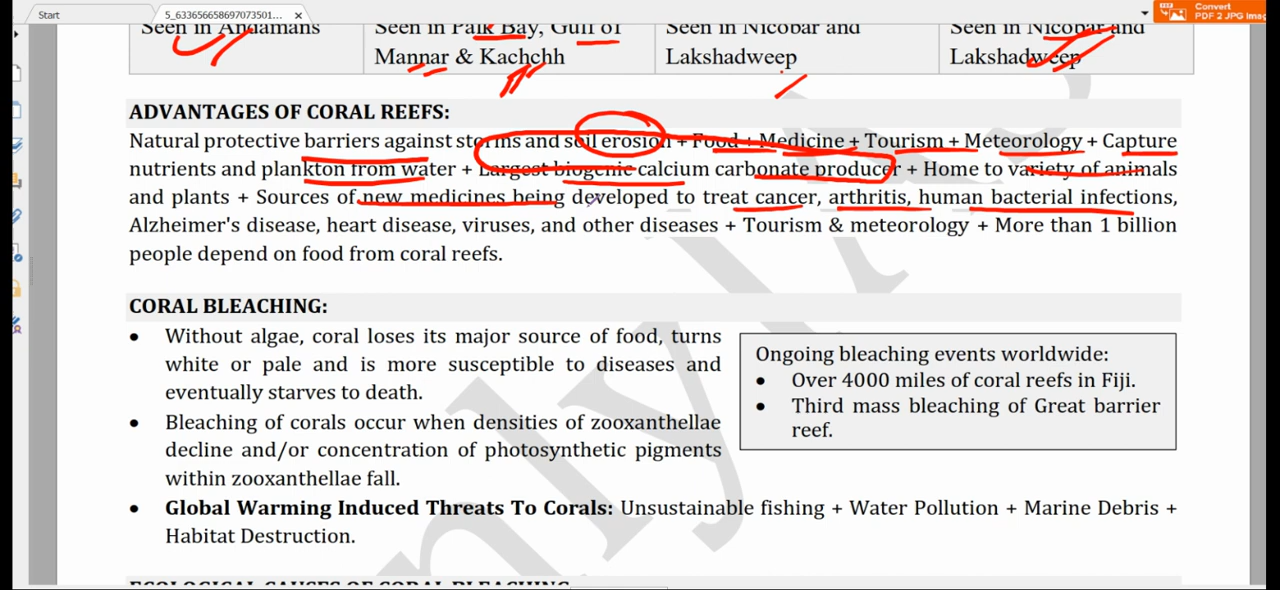 Start
5_633656658697073501...
Convert
PDF 2 JPG Imag
Seen in Andamans
Seen in Palk Bay, Gulf of
Mannar & Kachchh
Seen in Nicobar and
Lakshadweep
Seen in Nicobar and
Lakshadweep
ADVANTAGES OF CORAL REEFS:
Natural protective barriers against storms and soil erosion + Food + Medicine + Tourism + Meteorology + Capture
nutrients and plankton from water + Largest biogenic calcium carbonate producer + Home to variety of animals
and plants + Sources of new medicines being developed to treat cancer, arthritis, human bacterial infections,
Alzheimer's disease, heart disease, viruses, and other diseases + Tourism & meteorology + More than 1 billion
people depend on food from coral reefs.
CORAL BLEACHING:
• Without algae, coral loses its major source of food, turns
white or pale and is more susceptible to diseases and
eventually starves to death.
• Bleaching of corals occur when densities of zooxanthellae
decline and/or concentration of photosynthetic pigments
within zooxanthellae fall.
Ongoing bleaching events worldwide:
• Over 4000 miles of coral reefs in Fiji.
• Third mass bleaching of Great barrier
reef.
• Global Warming Induced Threats To Corals: Unsustainable fishing + Water Pollution + Marine Debris +
Habitat Destruction.
ECOLOGICAL CAUSES OF CORAL BLEACHING